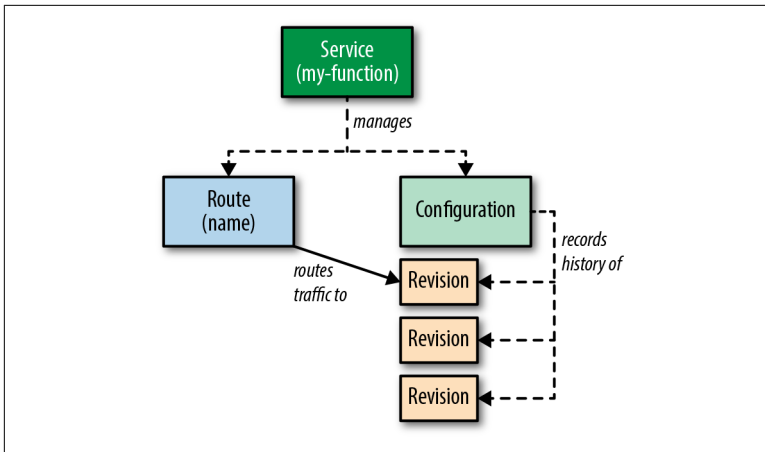 Service
(my-function)
manages
Route
(name)
Configuration
records
history of
routes
traffic to
Revision
Revision
Revision